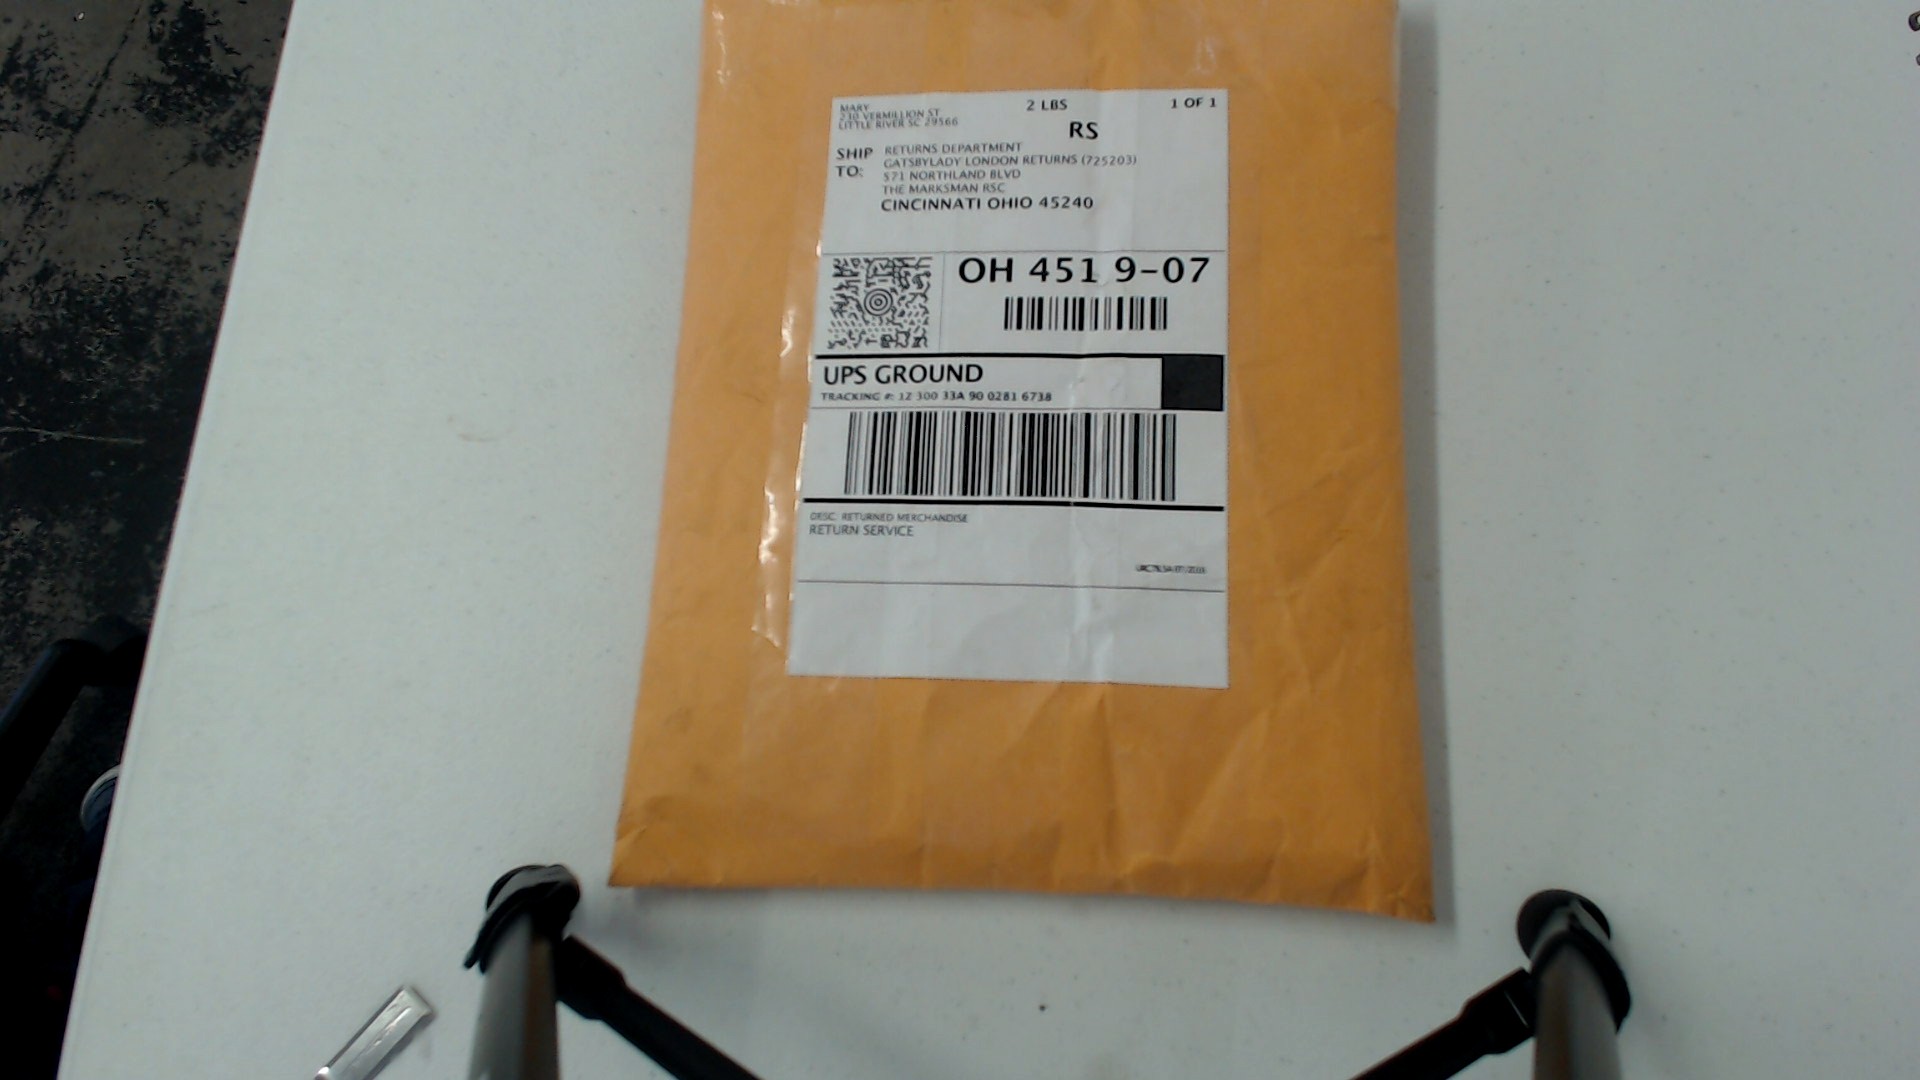 MARY
230 VERMILLION ST
LITTLE RIVER SC 29566
2 LBS
1 OF 1
RS
SHIP TO:
RETURNS DEPARTMENT
GATSBYLADY LONDON RETURNS (725203)
571 NORTHLAND BLVD
THE MARKSMAN RSC
CINCINNATI OHIO 45240
OH 451 9-07
UPS GROUND
TRACKING #: 1Z 300 33A 90 0281 6738
DESC: RETURNED MERCHANDISE
RETURN SERVICE